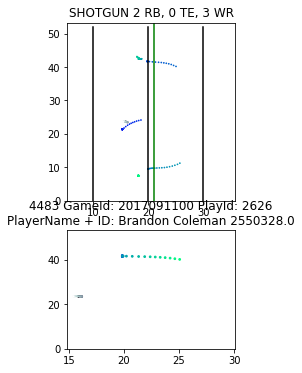 SHOTGUN 2 RB, 0 TE, 3 WR
50
40
30
20
10
0
10 20 30
4483 GameId: 2017091100 PlayId: 2626
PlayerName + ID: Brandon Coleman 2550328.0
40
20
0
15 20 25 30